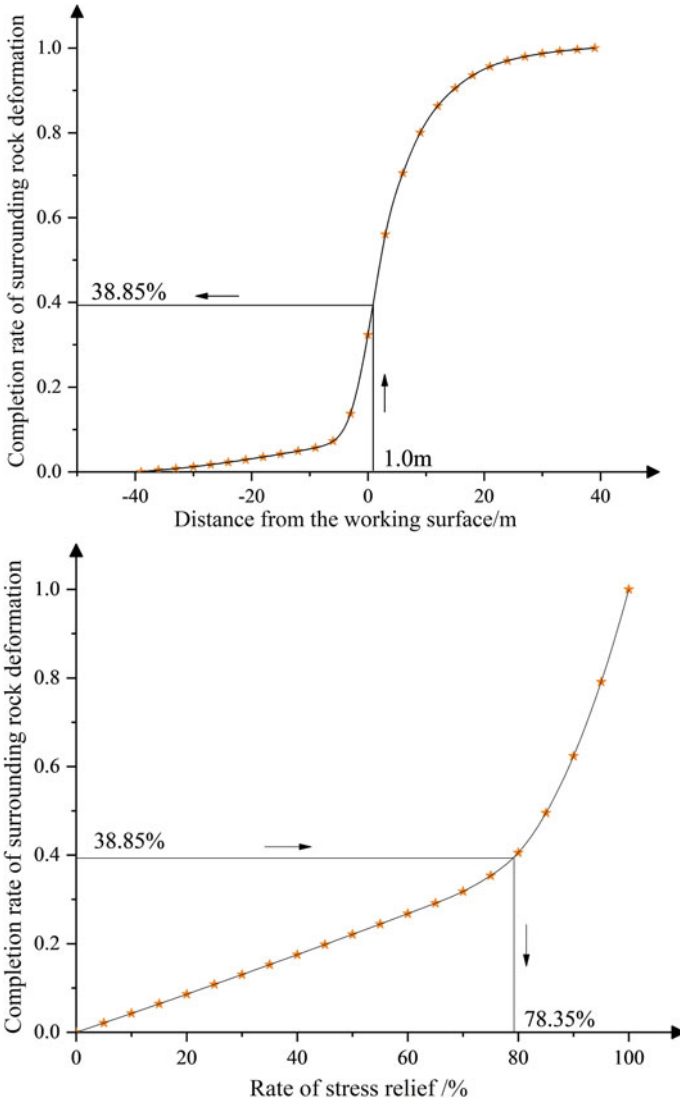 Completion rate of surrounding rock deformation
1.0
0.8
0.6
0.4
0.2
0.0
38.85%
1.0m
-40 -20 0 20 40
Distance from the working surface/m
Completion rate of surrounding rock deformation
1.0
0.8
0.6
0.4
0.2
0.0
38.85%
78.35%
0 20 40 60 80 100
Rate of stress relief /%